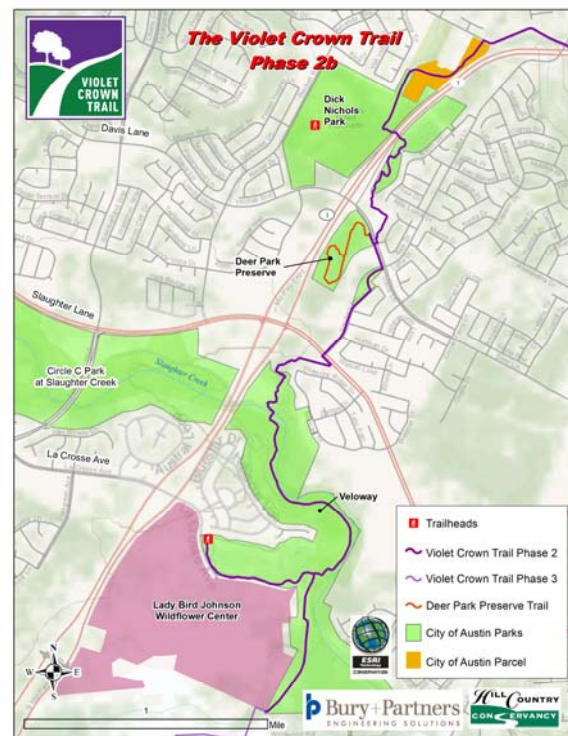 The Violet Crown Trail
Phase 2b
VIOLET
CROWN
TRAIL
Dick
Nichols
Park
Davis Lane
1
1
Deer Park
Preserve
Slaughter Lane
Slaughter Creek
Circle C Park
at Slaughter Creek
La Crosse Ave
Veloway
Lady Bird Johnson
Wildflower Center
Trailheads
Violet Crown Trail Phase 2
Violet Crown Trail Phase 3
Deer Park Preserve Trail
City of Austin Parks
City of Austin Parcel
N
W
E
S
ESRI
CONSERVATION
1
Mile
Bury+Partners
ENGINEERING SOLUTIONS
HILL COUNTRY
CONSERVANCY